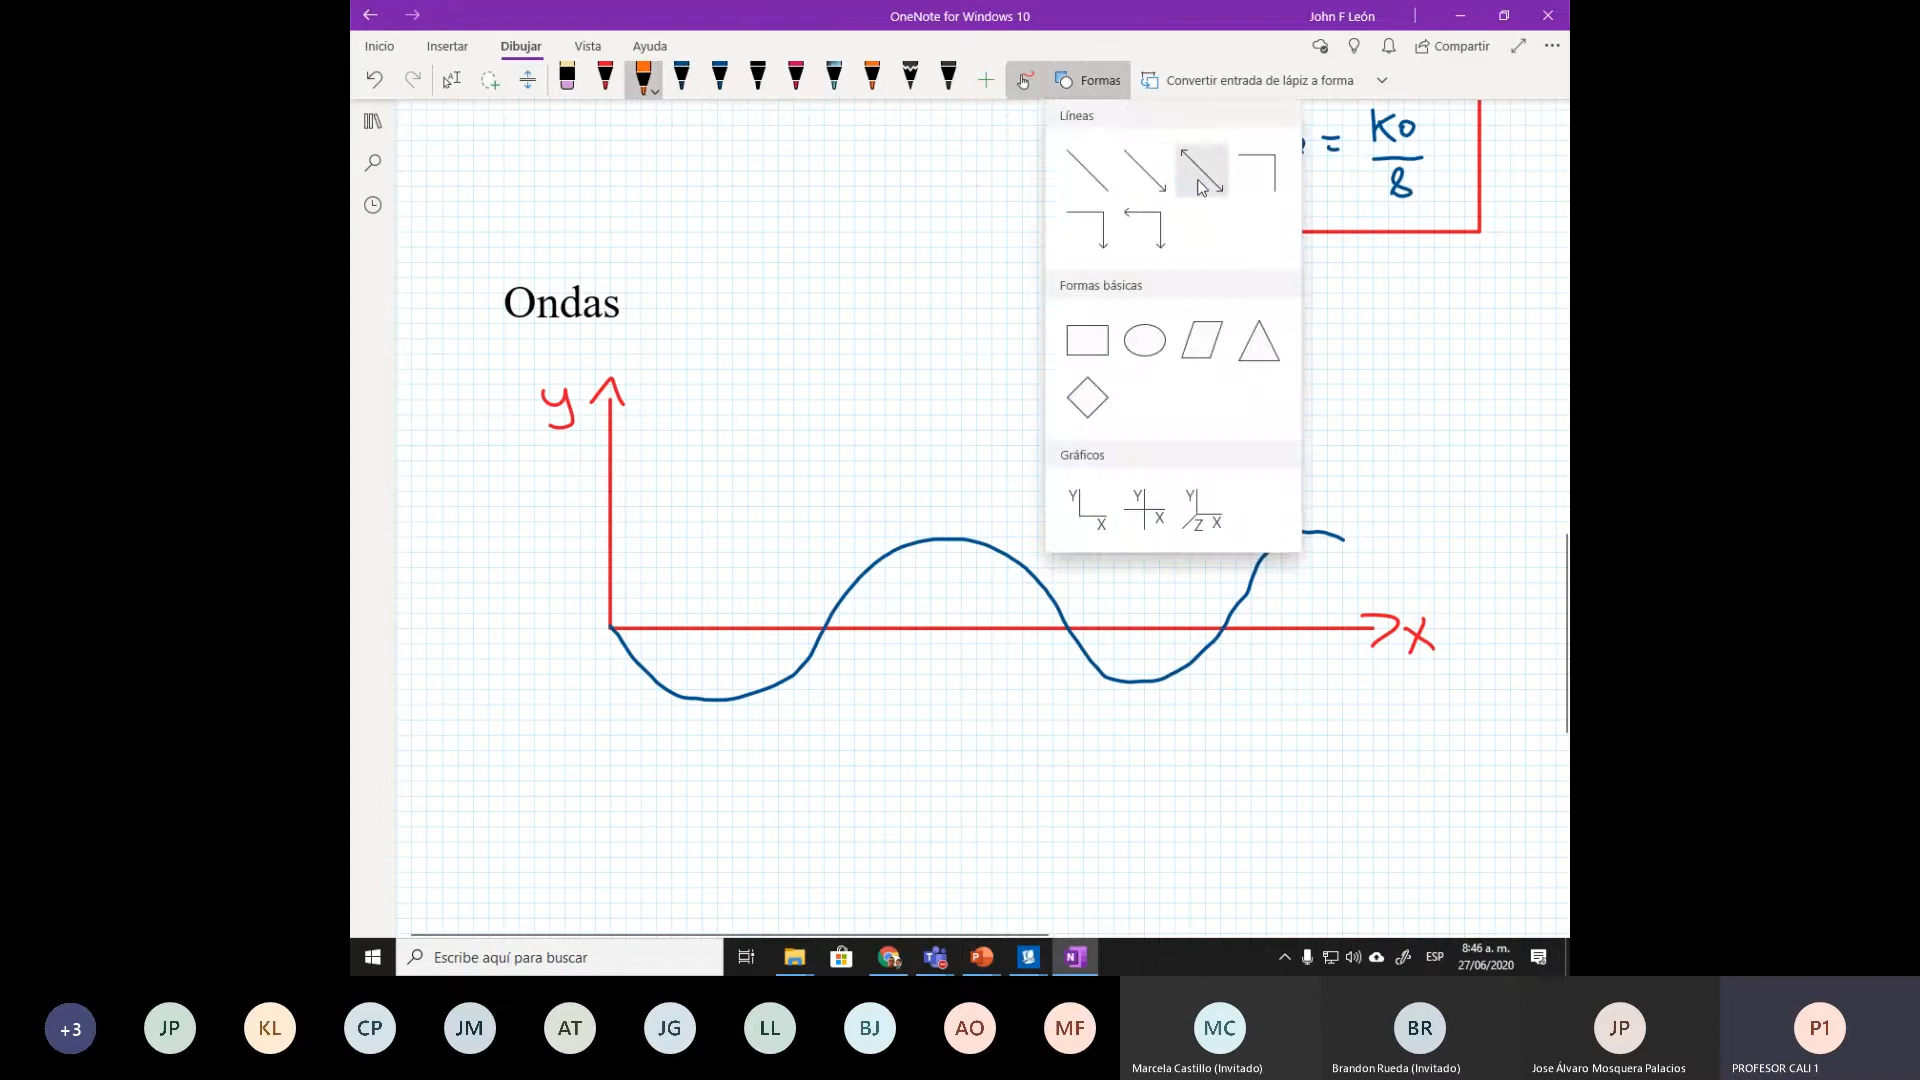 OneNote for Windows 10
John F León
Inicio Insertar Dibujar Vista Ayuda
Compartir
Formas
Convertir entrada de lápiz a forma
Líneas
= Ko
8
Formas básicas
Gráficos
Y X
Y X
Y Z X
Ondas
y
x
Escribe aquí para buscar
ESP
8:46 a. m.
27/06/2020
+3
JP
KL
CP
JM
AT
JG
LL
BJ
AO
MF
MC
Marcela Castillo (Invitado)
BR
Brandon Rueda (Invitado)
JP
Jose Álvaro Mosquera Palacios
P1
PROFESOR CALI 1